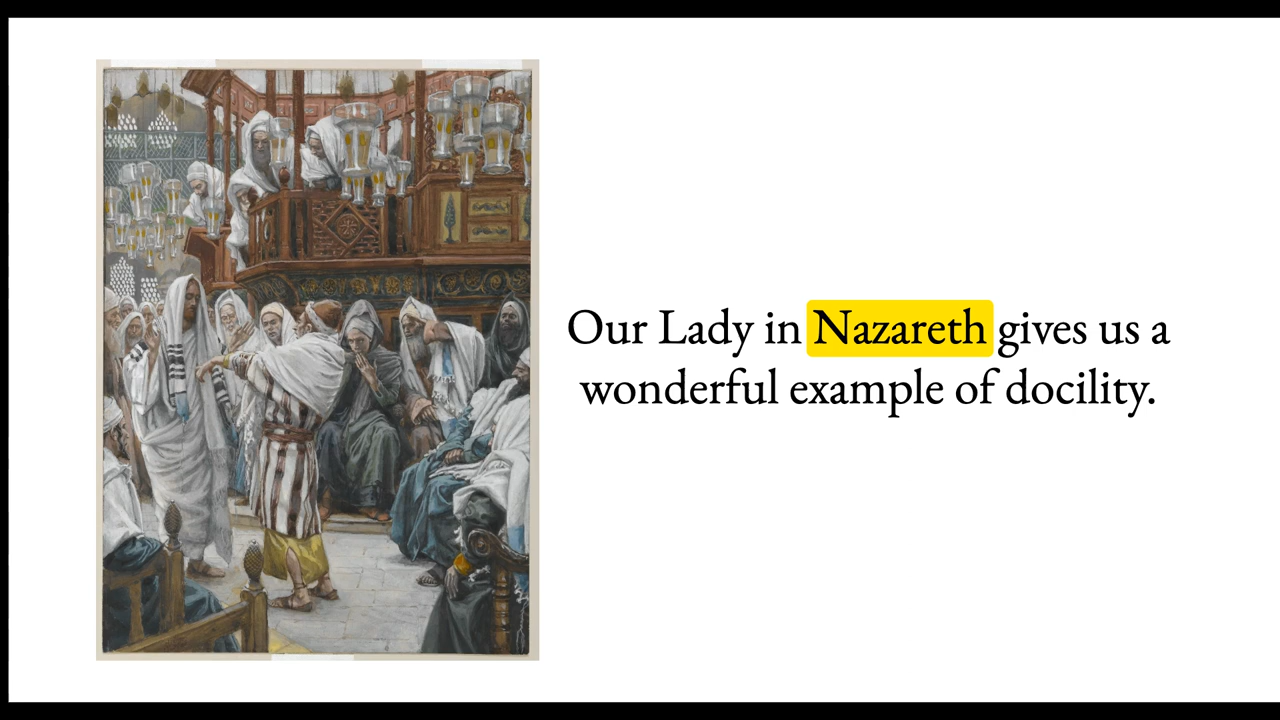 Our Lady in Nazareth gives us a
wonderful example of docility.